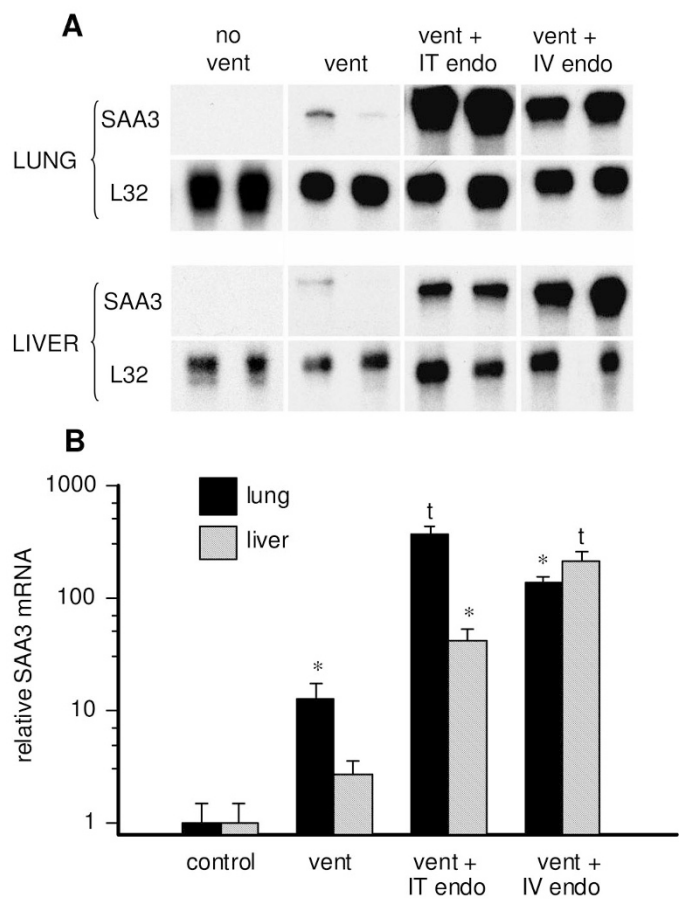 A
no
vent
vent
vent +
IT endo
vent +
IV endo
LUNG
SAA3
L32
LIVER
SAA3
L32
B
relative SAA3 mRNA
1000
100
10
1
lung
liver
*
t
*
*
t
control
vent
vent +
IT endo
vent +
IV endo